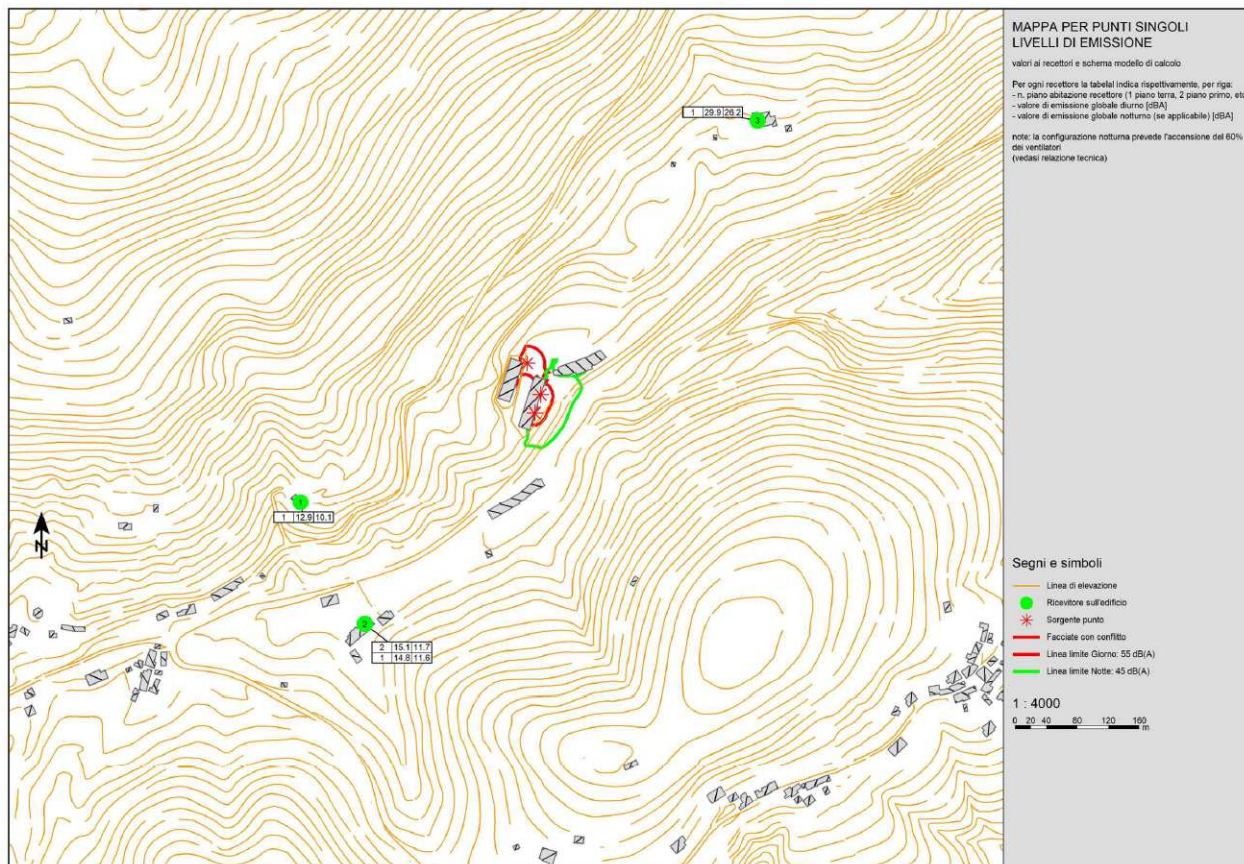 MAPPA PER PUNTI SINGOLI
LIVELLI DI EMISSIONE
valori ai recettori e schema modello di calcolo
Per ogni recettore la tabelal indica rispettivamente, per riga:
- n. piano abitazione recettore (1 piano terra, 2 piano primo, etc
- valore di emissione globale diurno [dBA]
- valore di emissione globale notturno (se applicabile) [dBA]
note: la configurazione notturna prevede l'accensione del 60%
dei ventilatori
(vedasi relazione tecnica)
1 29.9 26.2
3
1
1 12.9 10.1
N
2
2 15.1 11.7
1 14.8 11.6
Segni e simboli
Linea di elevazione
Ricevitore sull'edificio
Sorgente punto
Facciate con conflitto
Linea limite Giorno: 55 dB(A)
Linea limite Notte: 45 dB(A)
1 : 4000
0 20 40 80 120 160
m